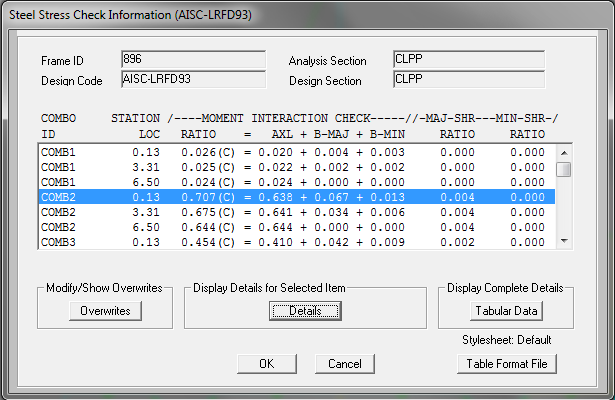 Steel Stress Check Information (AISC-LRFD93)
Frame ID 896 Analysis Section CLPP
Design Code AISC-LRFD93 Design Section CLPP
COMBO STATION /----MOMENT INTERACTION CHECK-----//-MAJ-SHR---MIN-SHR-/
ID LOC RATIO = AXL + B-MAJ + B-MIN RATIO RATIO
COMB1 0.13 0.026(C) = 0.020 + 0.004 + 0.003 0.000 0.000
COMB1 3.31 0.025(C) = 0.022 + 0.002 + 0.002 0.000 0.000
COMB1 6.50 0.024(C) = 0.024 + 0.000 + 0.000 0.000 0.000
COMB2 0.13 0.707(C) = 0.638 + 0.067 + 0.013 0.004 0.000
COMB2 3.31 0.675(C) = 0.641 + 0.034 + 0.006 0.004 0.000
COMB2 6.50 0.644(C) = 0.644 + 0.000 + 0.000 0.004 0.000
COMB3 0.13 0.454(C) = 0.410 + 0.042 + 0.009 0.002 0.000
Modify/Show Overwrites Display Details for Selected Item Display Complete Details
Overwrites Details Tabular Data
Stylesheet: Default
OK Cancel Table Format File